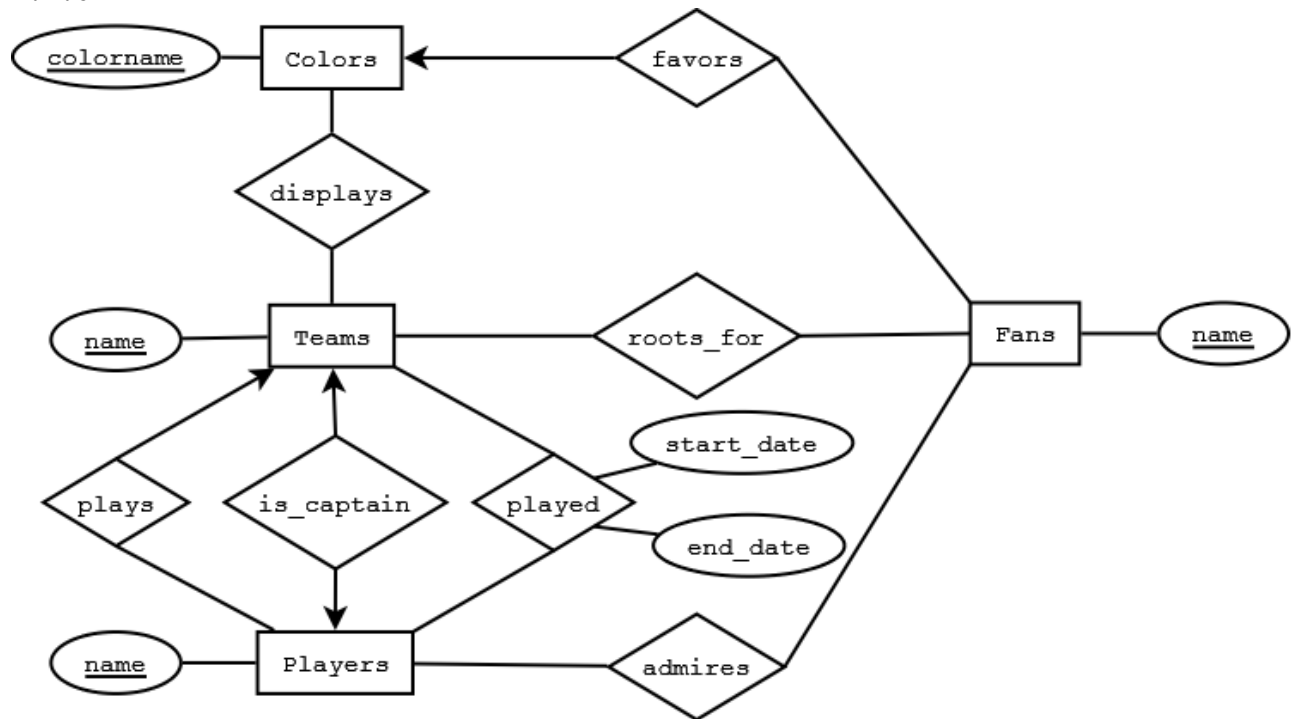 colorname
Colors
favors
displays
name
Teams
roots_for
Fans
name
start_date
plays
is_captain
played
end_date
name
Players
admires